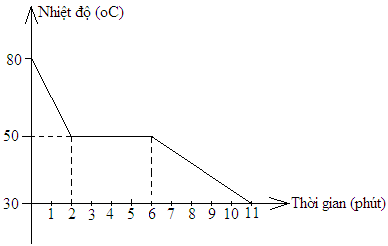 Nhiệt độ (oC)
80
50
30
1 2 3 4 5 6 7 8 9 10 11
Thời gian (phút)